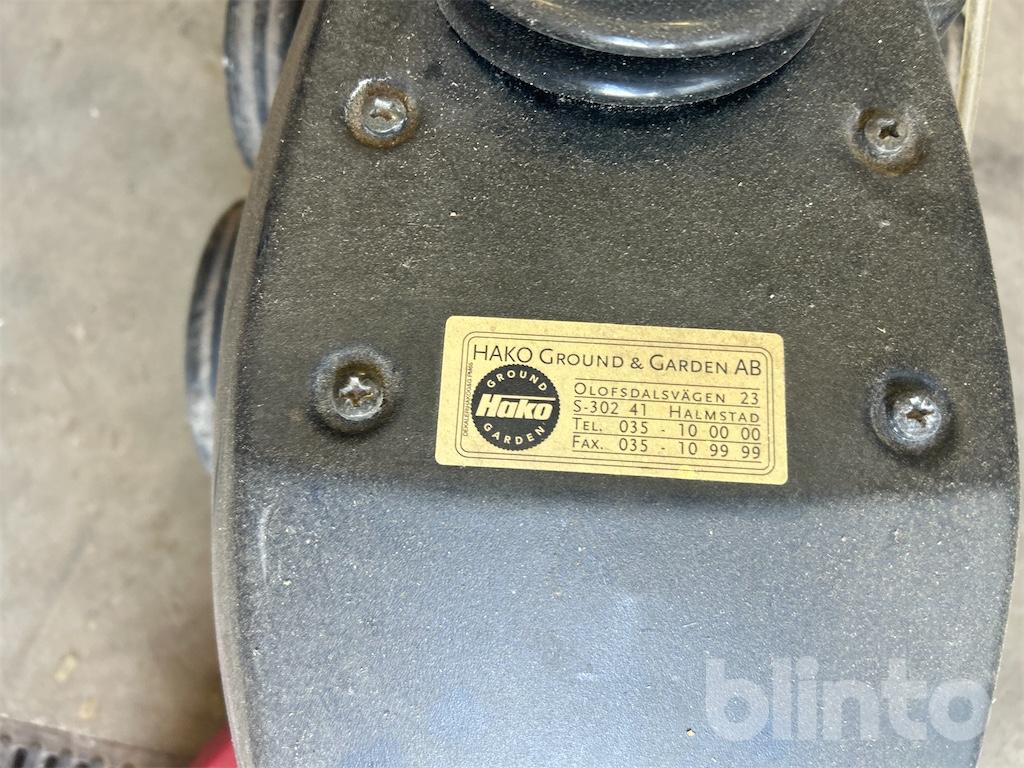 HAKO GROUND & GARDEN AB
GROUND
Hako
GARDEN
OLOFSDALSVÄGEN 23
S-302 41 HALMSTAD
TEL. 035 - 10 00 00
FAX. 035 - 10 99 99
blinto